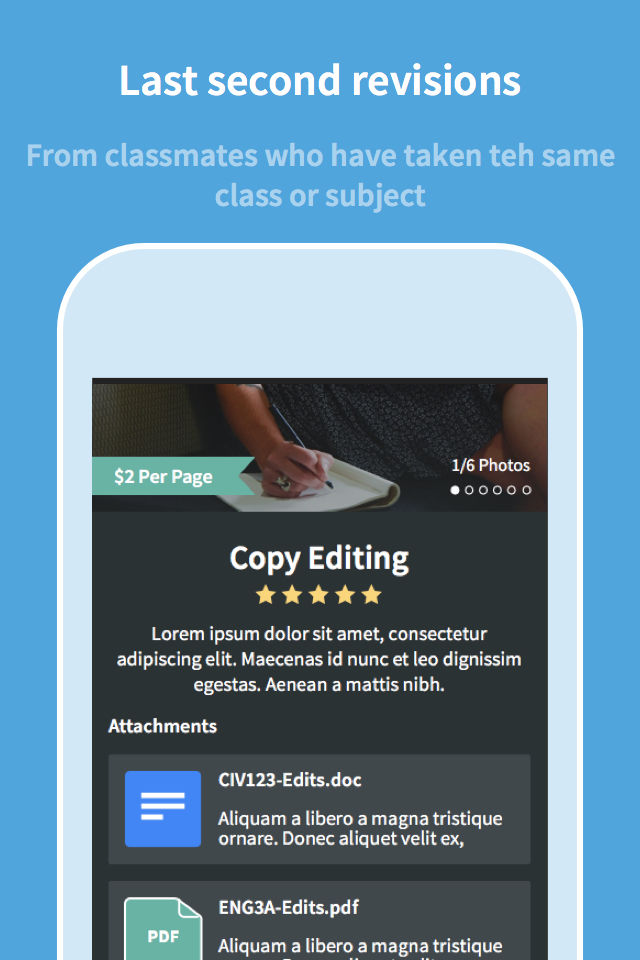 Last second revisions
From classmates who have taken teh same
class or subject
$2 Per Page
1/6 Photos
Copy Editing
Lorem ipsum dolor sit amet, consectetur
adipiscing elit. Maecenas id nunc et leo dignissim
egestas. Aenean a mattis nibh.
Attachments
CIV123-Edits.doc
Aliquam a libero a magna tristique
ornare. Donec aliquet velit ex,
ENG3A-Edits.pdf
PDF
Aliquam a libero a magna tristique